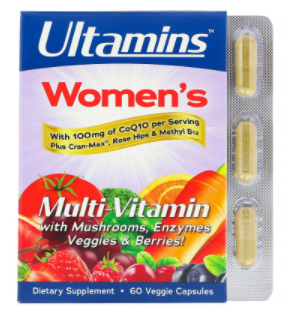 Ultamins™
Women's
With 100mg of CoQ10 per Serving
Plus Cran-Max®, Rose Hips & Methyl B12
Multi-Vitamin
with Mushrooms, Enzymes
Veggies & Berries!
Dietary Supplement • 60 Veggie Capsules